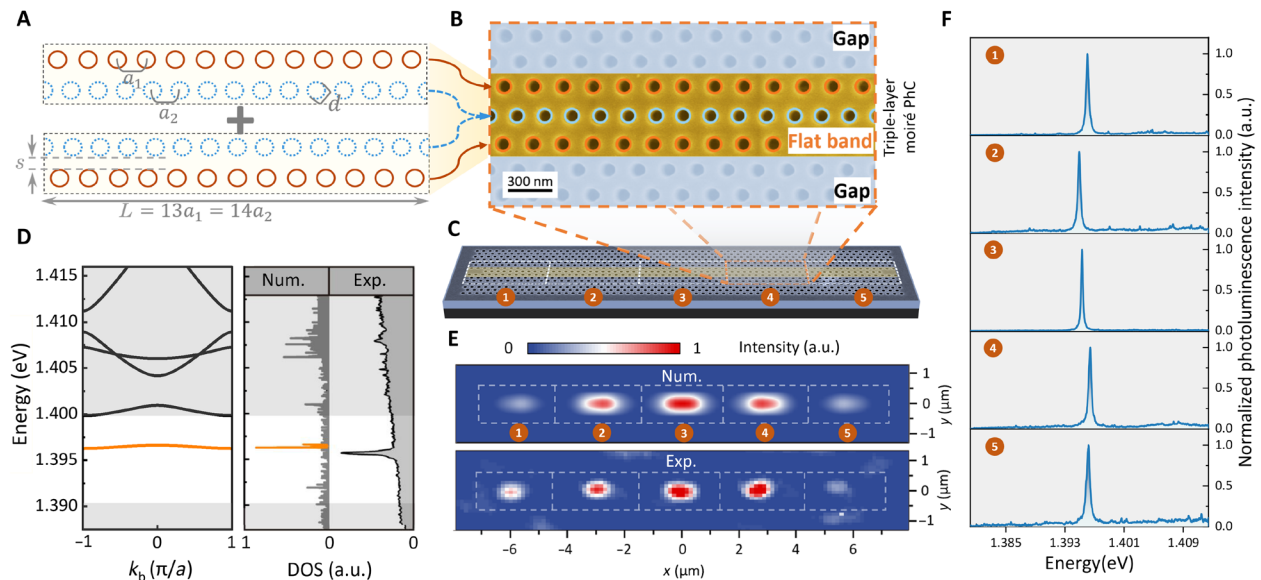 A
a₁
a₂
d
s
L = 13a₁ = 14a₂
B
Gap
Flat band
Gap
300 nm
Triple-layer
moiré PhC
C
1 2 3 4 5
D
Num. Exp.
1.415
1.410
1.405
1.400
1.395
1.390
Energy (eV)
−1 0 1 0 0
k_b (π/a) DOS (a.u.)
E
0 1 Intensity (a.u.)
Num.
1 2 3 4 5
1
0
−1
y (μm)
Exp.
1
0
−1
y (μm)
−6 −4 −2 0 2 4 6
x (μm)
F
1
1.0
0.5
0.0
2
1.0
0.5
0.0
3
1.0
0.5
0.0
4
1.0
0.5
0.0
5
1.0
0.5
0.0
Normalized photoluminescence intensity (a.u.)
1.385 1.393 1.401 1.409
Energy(eV)